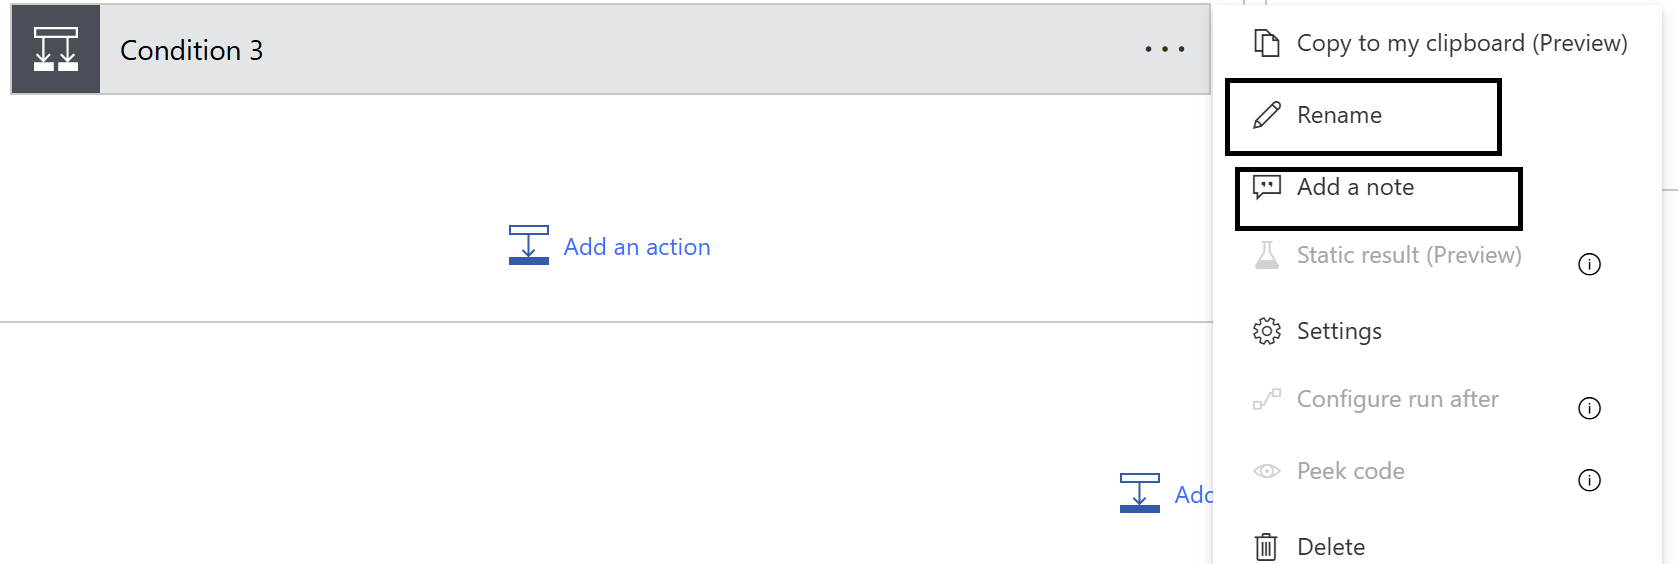 Condition 3
Copy to my clipboard (Preview)
Rename
Add a note
Add an action
Static result (Preview)
Settings
Configure run after
Peek code
Add
Delete